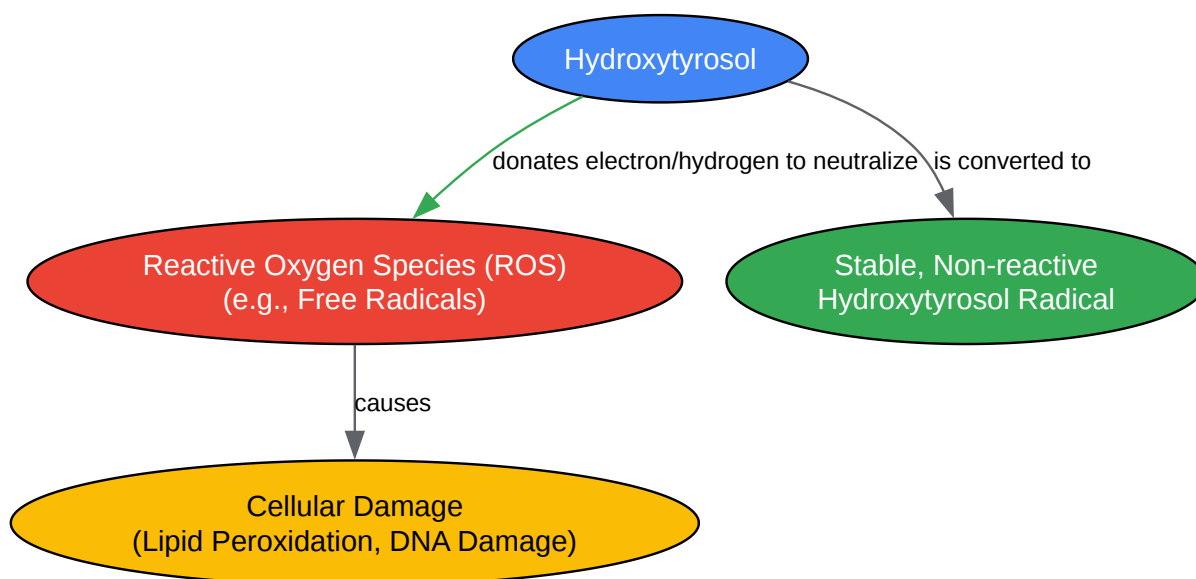 Hydroxytyrosol
donates electron/hydrogen to neutralize
is converted to
Reactive Oxygen Species (ROS)
(e.g., Free Radicals)
Stable, Non-reactive
Hydroxytyrosol Radical
causes
Cellular Damage
(Lipid Peroxidation, DNA Damage)